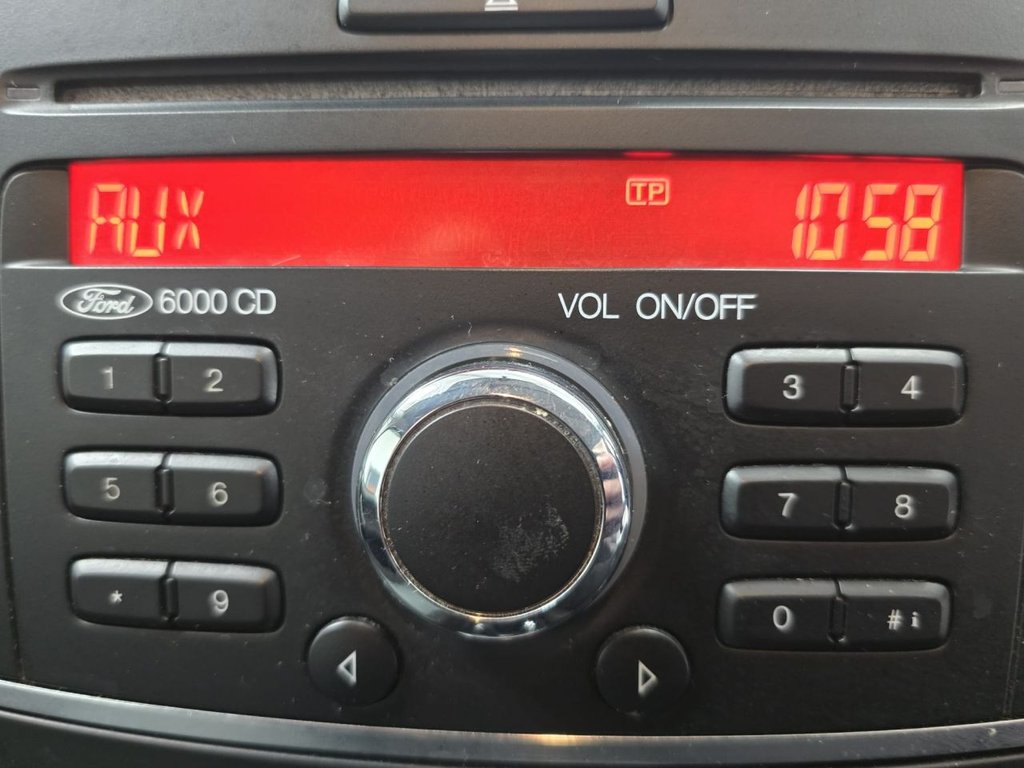 AUX TP 1058
Ford 6000 CD VOL ON/OFF
1 2 3 4
5 6 7 8
* 9 0 # i